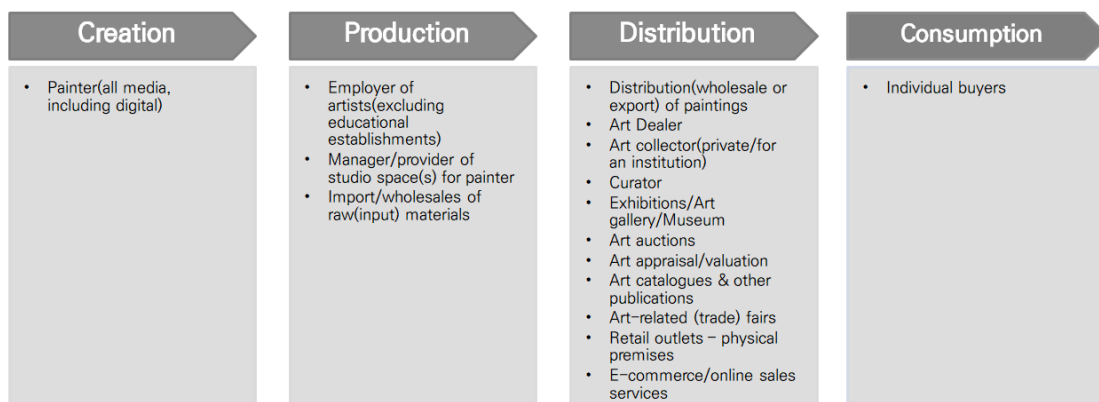 Creation
• Painter(all media,
including digital)
Production
• Employer of
artists(excluding
educational
establishments)
• Manager/provider of
studio space(s) for painter
• Import/wholesales of
raw(input) materials
Distribution
• Distribution(wholesale or
export) of paintings
• Art Dealer
• Art collector(private/for
an institution)
• Curator
• Exhibitions/Art
gallery/Museum
• Art auctions
• Art appraisal/valuation
• Art catalogues & other
publications
• Art-related (trade) fairs
• Retail outlets - physical
premises
• E-commerce/online sales
services
Consumption
• Individual buyers